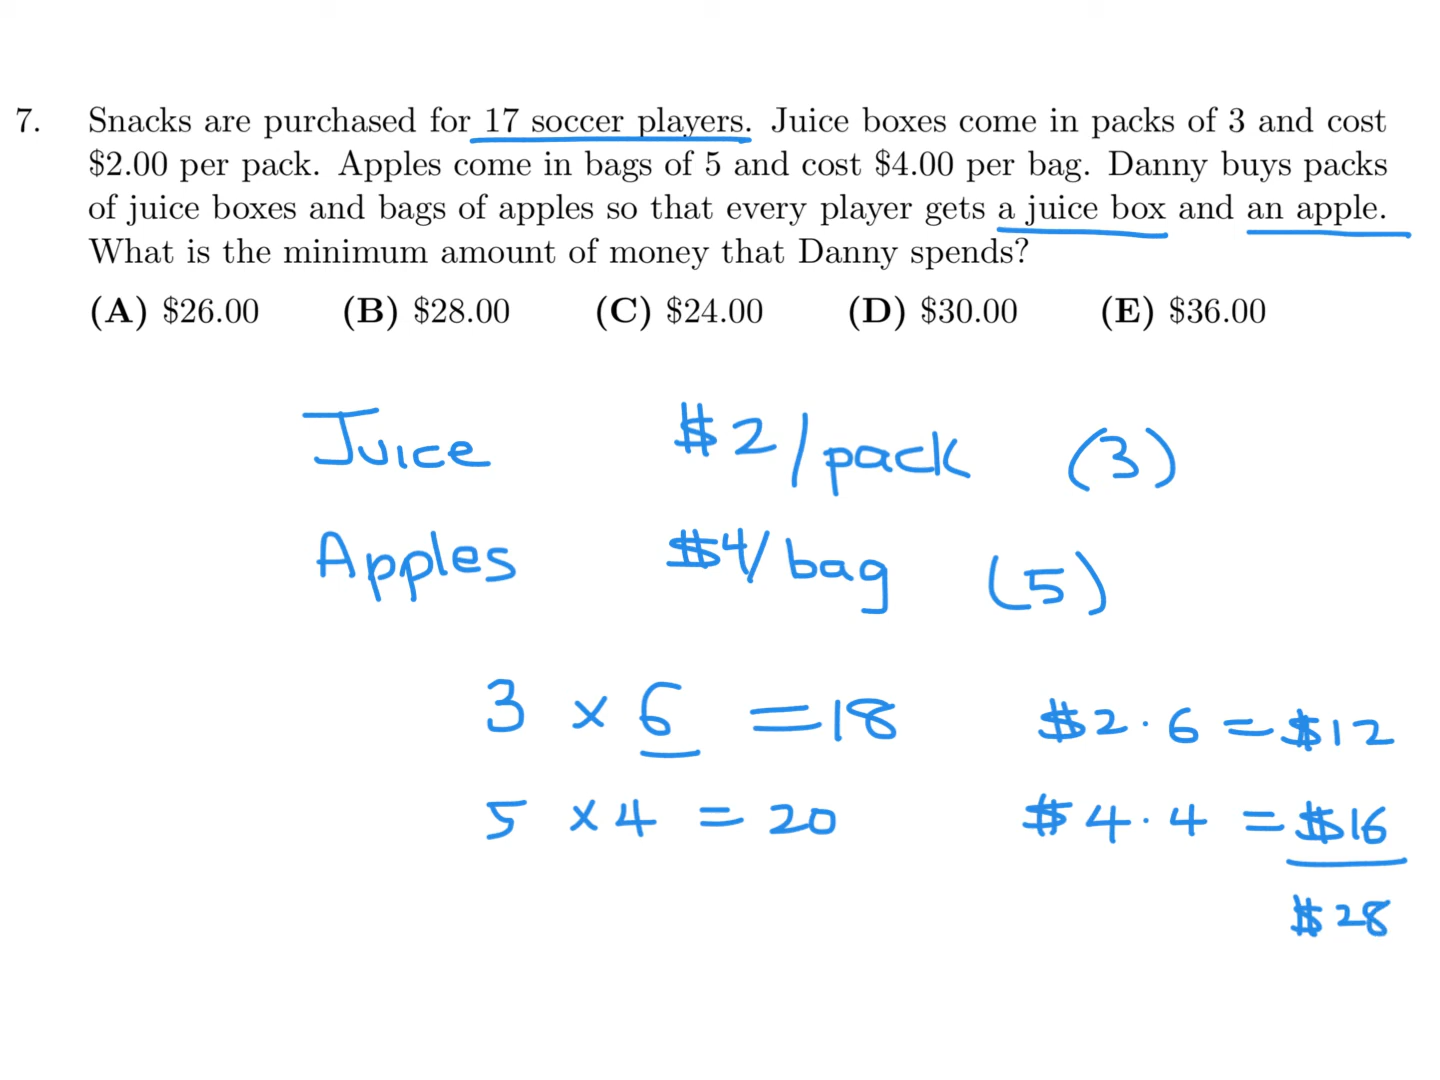 7. Snacks are purchased for 17 soccer players. Juice boxes come in packs of 3 and cost
$2.00 per pack. Apples come in bags of 5 and cost $4.00 per bag. Danny buys packs
of juice boxes and bags of apples so that every player gets a juice box and an apple.
What is the minimum amount of money that Danny spends?
(A) $26.00 (B) $28.00 (C) $24.00 (D) $30.00 (E) $36.00
Juice $2/pack (3)
Apples $4/bag (5)
3 × 6 = 18 $2 · 6 = $12
5 × 4 = 20 $4 · 4 = $16
$28